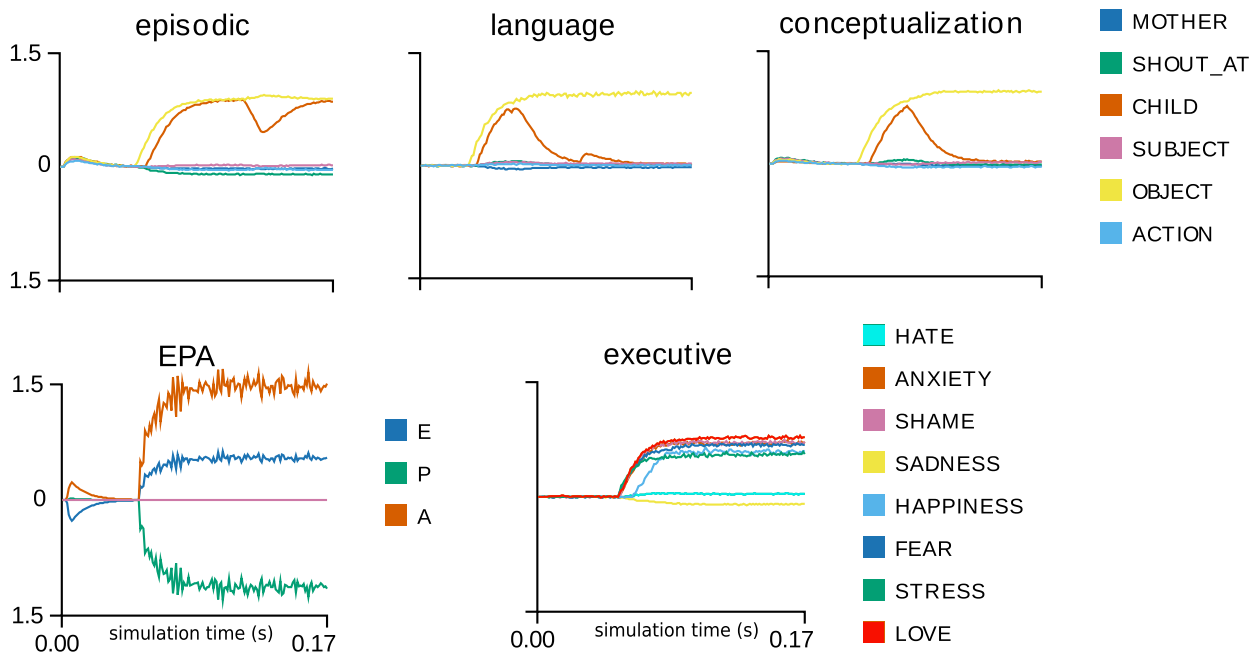 episodic
language
conceptualization
1.5
0
1.5
MOTHER
SHOUT_AT
CHILD
SUBJECT
OBJECT
ACTION
EPA
1.5
0
1.5
0.00
simulation time (s)
0.17
E
P
A
executive
0.00
simulation time (s)
0.17
HATE
ANXIETY
SHAME
SADNESS
HAPPINESS
FEAR
STRESS
LOVE